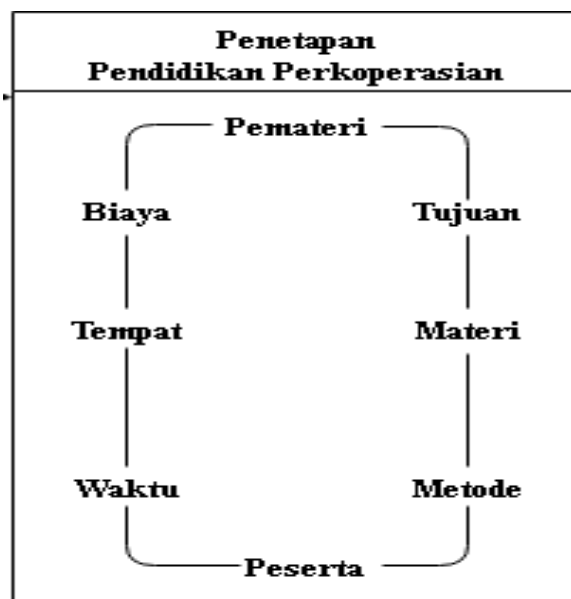 Penetapan
Pendidikan Perkoperasian
Pemateri
Biaya Tujuan
Tempat Materi
Waktu Metode
Peserta